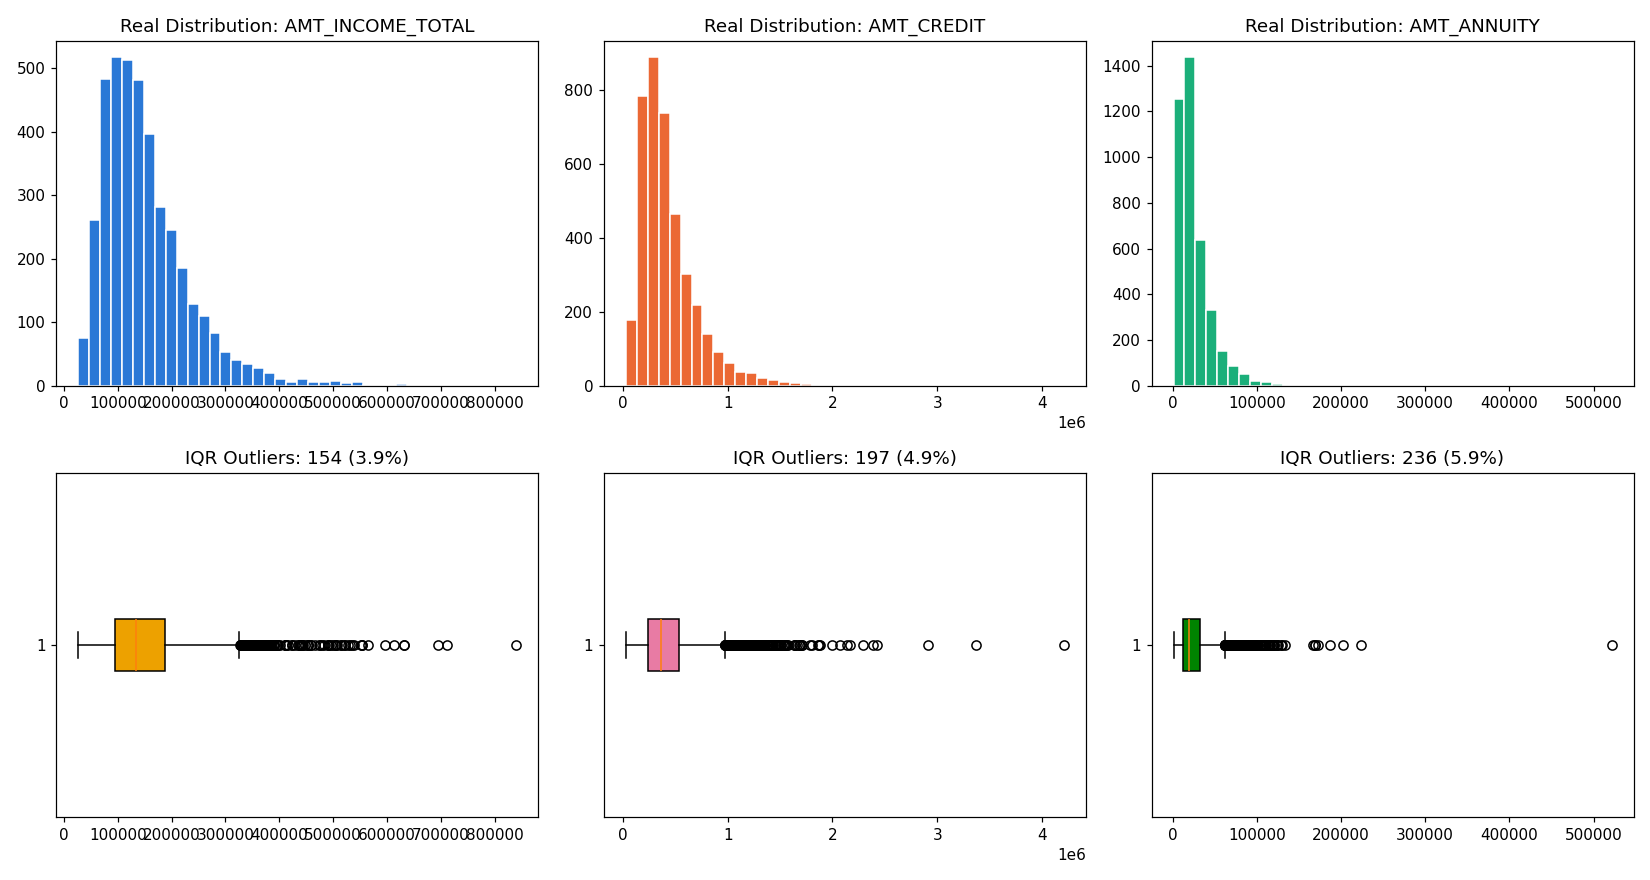 Real Distribution: AMT_INCOME_TOTAL
500
400
300
200
100
0
0 100000 200000 300000 400000 500000 600000 700000 800000
Real Distribution: AMT_CREDIT
800
600
400
200
0
0 1 2 3 4
1e6
Real Distribution: AMT_ANNUITY
1400
1200
1000
800
600
400
200
0
0 100000 200000 300000 400000 500000
IQR Outliers: 154 (3.9%)
1
0 100000 200000 300000 400000 500000 600000 700000 800000
IQR Outliers: 197 (4.9%)
1
0 1 2 3 4
1e6
IQR Outliers: 236 (5.9%)
1
0 100000 200000 300000 400000 500000